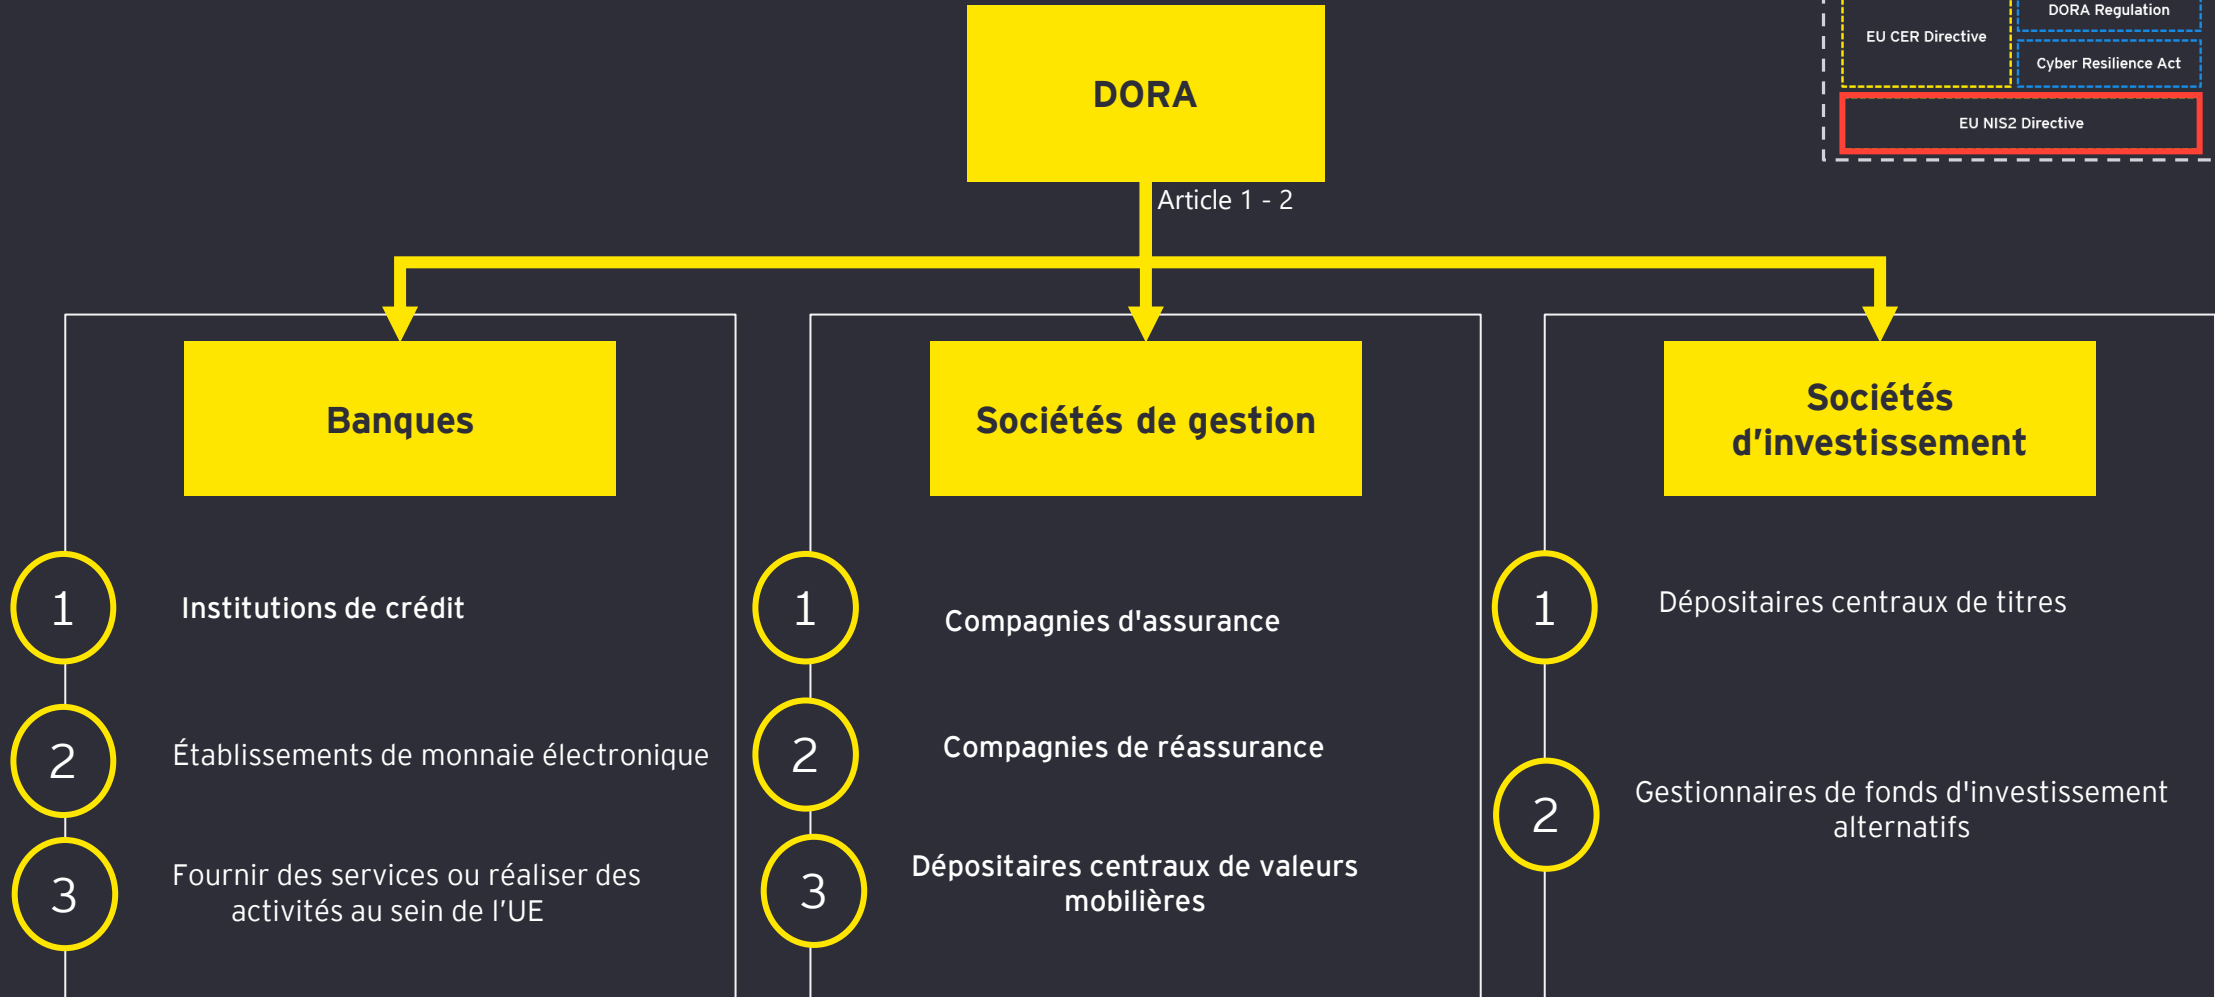 DORA
Article 1 - 2
EU CER Directive
DORA Regulation
Cyber Resilience Act
EU NIS2 Directive
Banques
1
Institutions de crédit
2
Établissements de monnaie électronique
3
Fournir des services ou réaliser des
activités au sein de l’UE
Sociétés de gestion
1
Compagnies d'assurance
2
Compagnies de réassurance
3
Dépositaires centraux de valeurs
mobilières
Sociétés
d’investissement
1
Dépositaires centraux de titres
2
Gestionnaires de fonds d'investissement
alternatifs